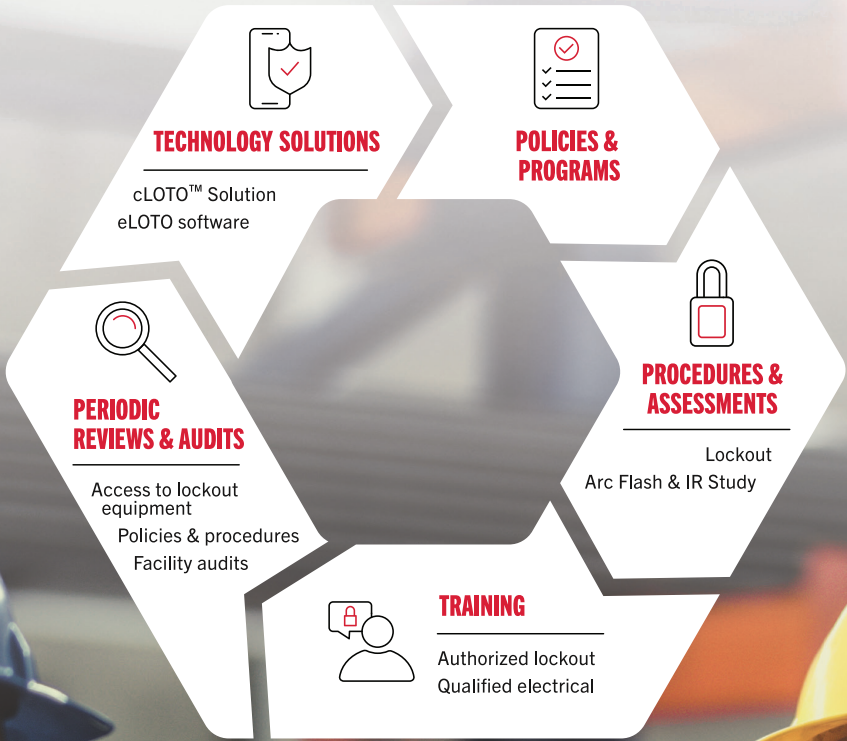 TECHNOLOGY SOLUTIONS
cLOTO™ Solution
eLOTO software
POLICIES &
PROGRAMS
PROCEDURES &
ASSESSMENTS
Lockout
Arc Flash & IR Study
TRAINING
Authorized lockout
Qualified electrical
PERIODIC
REVIEWS & AUDITS
Access to lockout
equipment
Policies & procedures
Facility audits